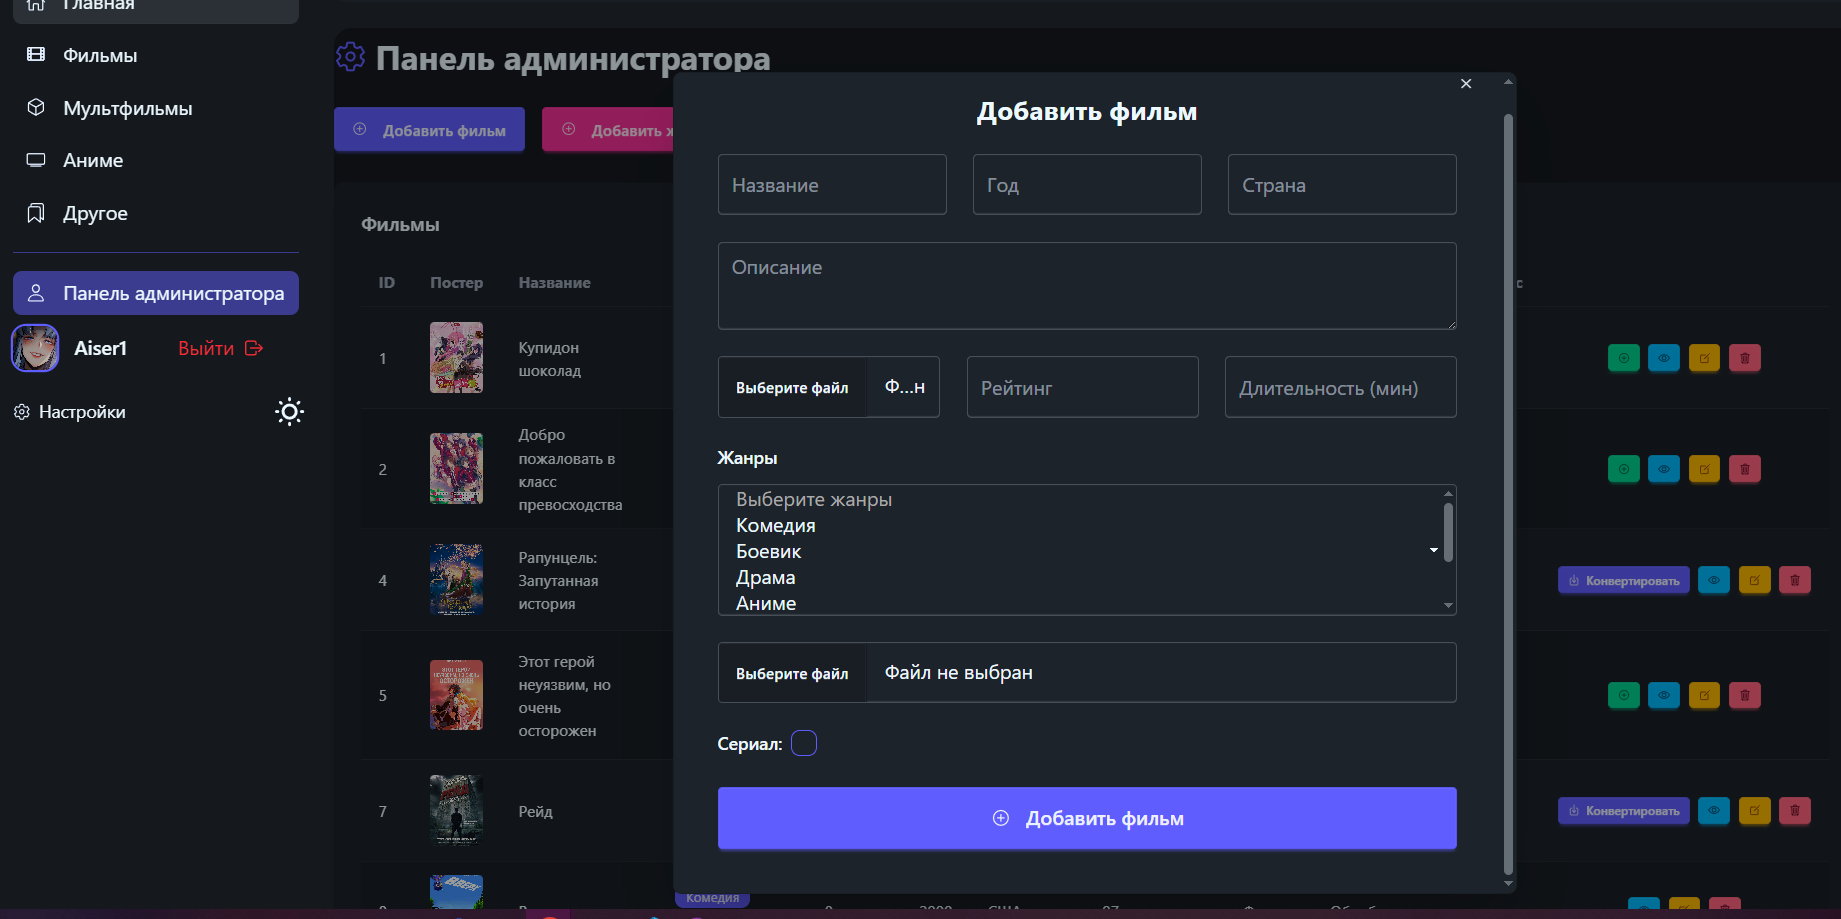 Главная
Фильмы
Мультфильмы
Аниме
Другое
Панель администратора
Aiser1
Выйти
Настройки
Панель администратора
Добавить фильм
Добавить ж
Фильмы
ID Постер Название
с
1 Купидон
шоколад
2 Добро
пожаловать в
класс
превосходства
4 Рапунцель:
Запутанная
история
Конвертировать
5 Этот герой
неуязвим, но
очень
осторожен
7 Рейд
Конвертировать
Комедия
Добавить фильм
Название
Год
Страна
Описание
Выберите файл Ф...н
Рейтинг
Длительность (мин)
Жанры
Выберите жанры
Комедия
Боевик
Драма
Аниме
Выберите файл Файл не выбран
Сериал:
Добавить фильм